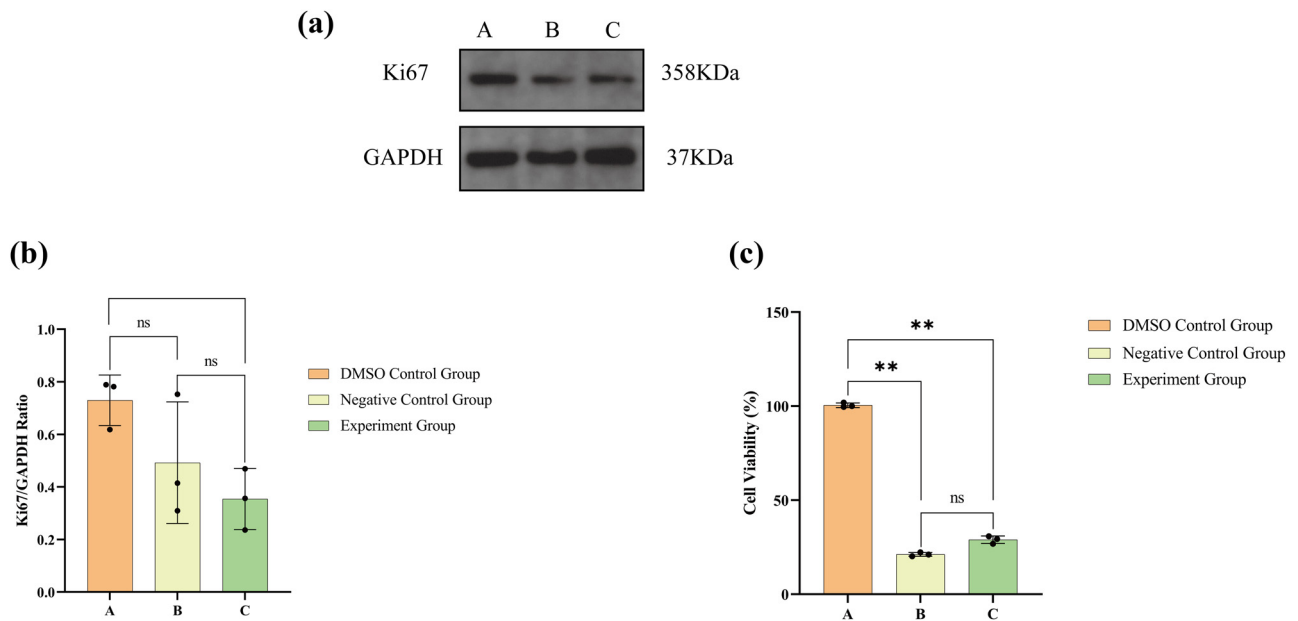 (a)
A B C
Ki67 358KDa
GAPDH 37KDa
(b)
ns
ns
1.0
0.8
0.6
0.4
0.2
0.0
Ki67/GAPDH Ratio
A B C
DMSO Control Group
Negative Control Group
Experiment Group
(c)
**
**
ns
150
100
50
0
Cell Viability (%)
A B C
DMSO Control Group
Negative Control Group
Experiment Group